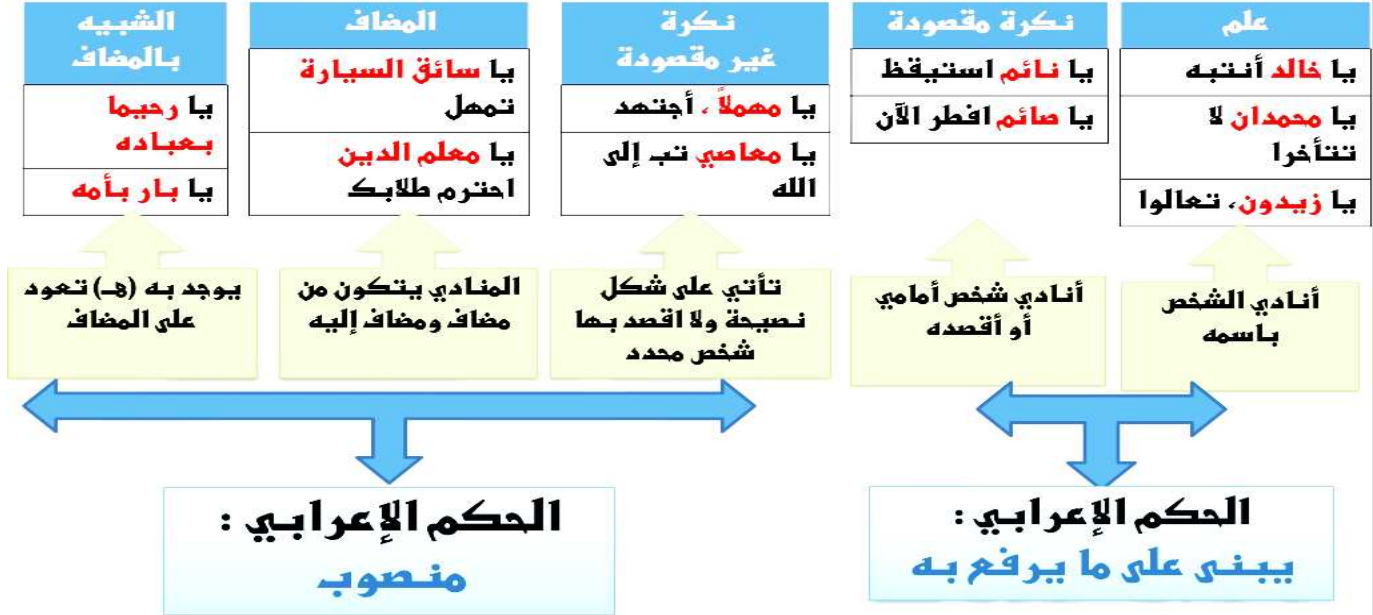 علم
يا خالد أنتبه
يا محمدان لا
تتأخرا
يا زيدون، تعالوا
أنادي الشخص
باسمه
نكرة مقصودة
يا نائم استيقظ
يا صائم افطر الآن
أنادي شخص أمامي
أو أقصده
الحكم الإعرابي :
يبنى على ما يرفع به
نكرة
غير مقصودة
يا مهملاً ، أجتهد
يا معاصي تب إلى
الله
تأتي على شكل
نصيحة ولا اقصد بها
شخص محدد
المضاف
يا سائق السيارة
تمهل
يا معلم الدين
احترم طلابك
المنادي يتكون من
مضاف ومضاف إليه
الشبيه
بالمضاف
يا رحيما
بعباده
يا بار بأمه
يوجد به (هـ) تعود
على المضاف
الحكم الإعرابي :
منصوب